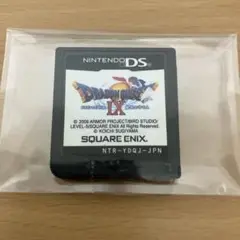 NINTENDO DS
DRAGON QUEST
IX
© 2009 ARMOR PROJECT/BIRD STUDIO/
LEVEL-5/SQUARE ENIX All Rights Reserved.
© KOICHI SUGIYAMA
SQUARE ENIX
NTR-YDQJ-JPN